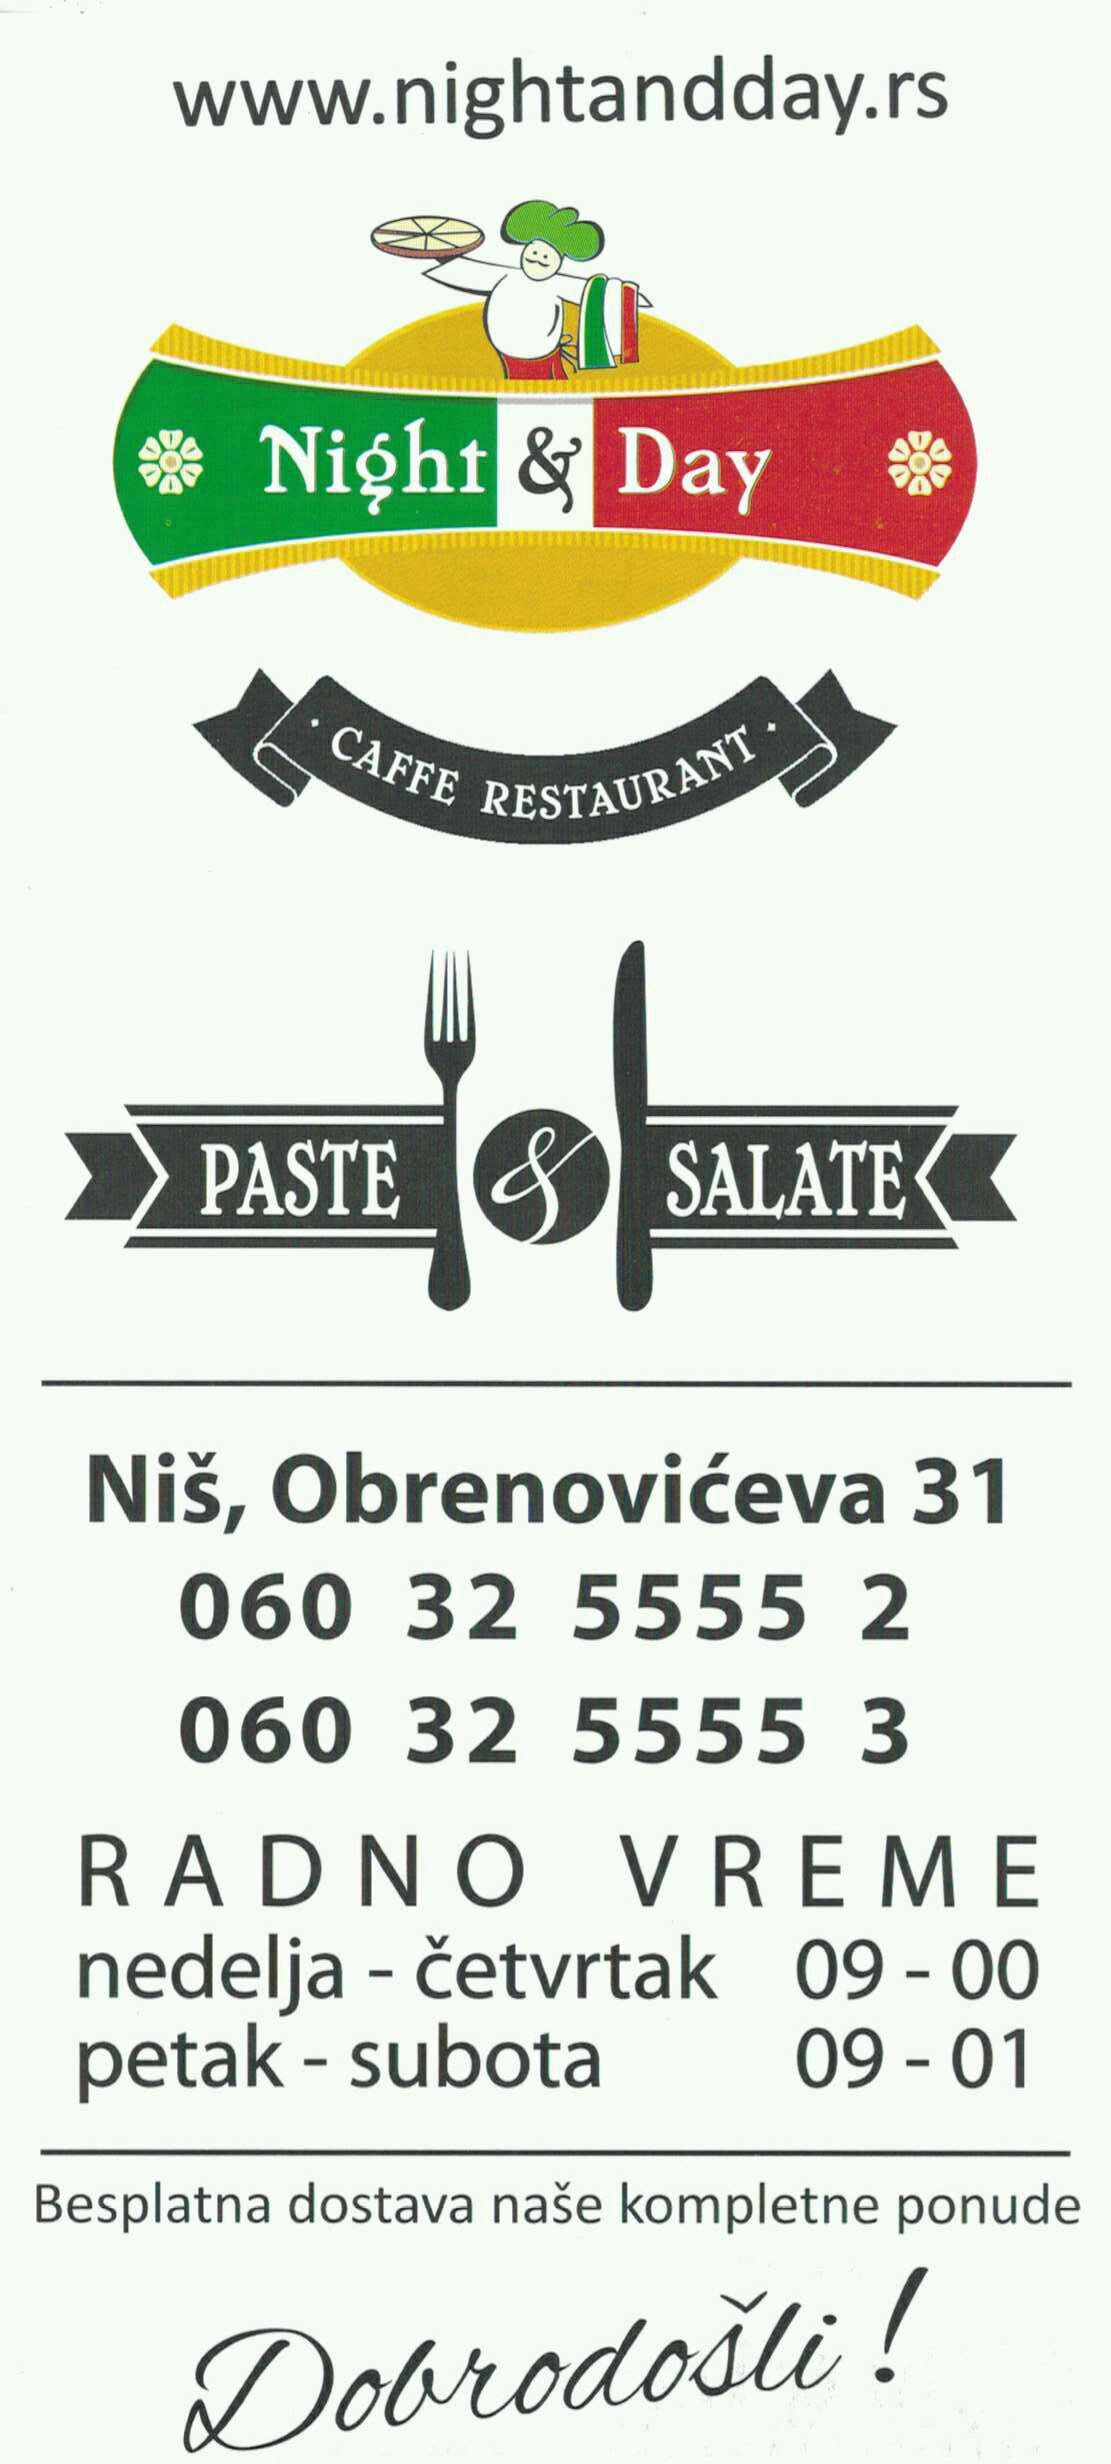 www.nightandday.rs
Night & Day
· CAFFE RESTAURANT ·
PASTE & SALATE
Niš, Obrenovićeva 31
060 32 5555 2
060 32 5555 3
RADNO VREME
nedelja - četvrtak 09 - 00
petak - subota 09 - 01
Besplatna dostava naše kompletne ponude
Dobrodošli!